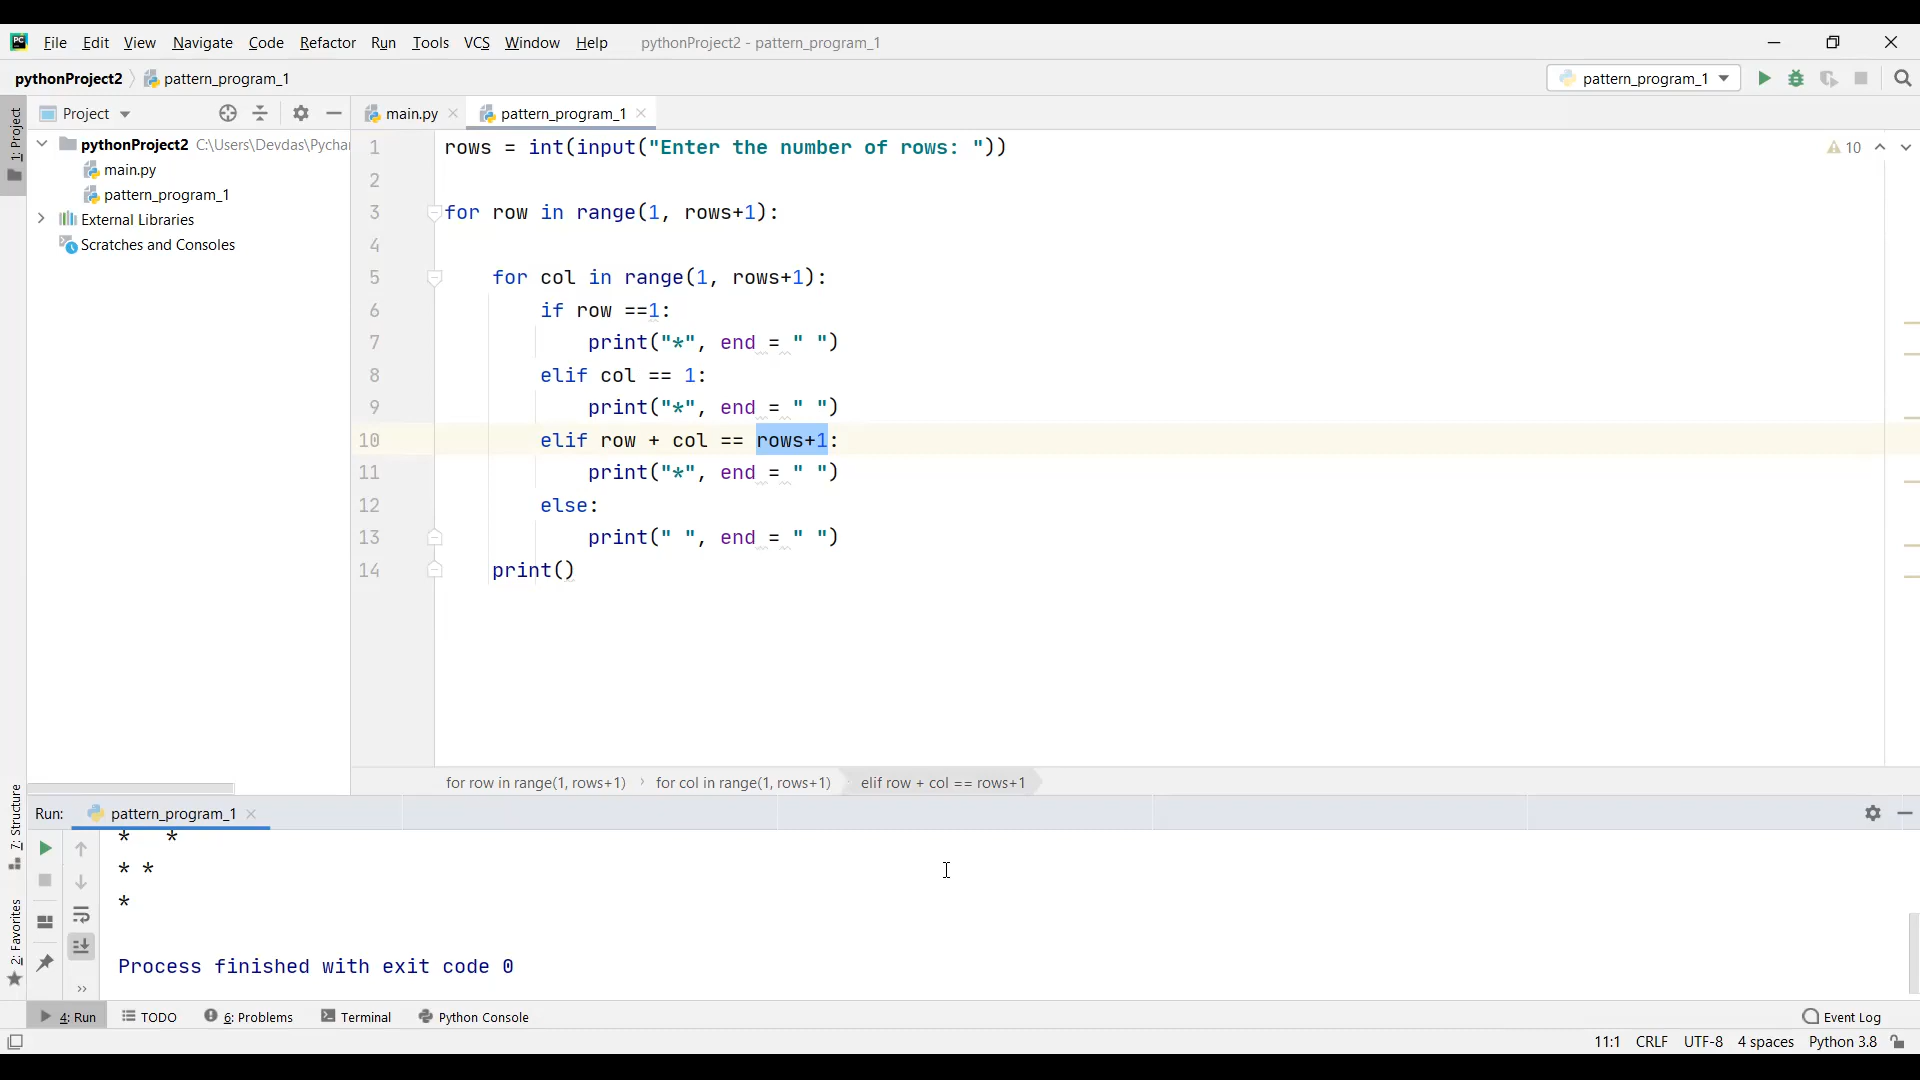 PC File Edit View Navigate Code Refactor Run Tools VCS Window Help pythonProject2 - pattern_program_1
pythonProject2 pattern_program_1 pattern_program_1
1: Project
Project
main.py pattern_program_1
pythonProject2 C:\Users\Devdas\Pychar
main.py
pattern_program_1
External Libraries
Scratches and Consoles
10
1 rows = int(input("Enter the number of rows: "))
2
3 for row in range(1, rows+1):
4
5 for col in range(1, rows+1):
6 if row ==1:
7 print("*", end = " ")
8 elif col == 1:
9 print("*", end = " ")
10 elif row + col == rows+1:
11 print("*", end = " ")
12 else:
13 print(" ", end = " ")
14 print()
for row in range(1, rows+1) › for col in range(1, rows+1) › elif row + col == rows+1
7: Structure
2: Favorites
Run: pattern_program_1
* *
* *
*
Process finished with exit code 0
4: Run TODO 6: Problems Terminal Python Console Event Log
11:1 CRLF UTF-8 4 spaces Python 3.8